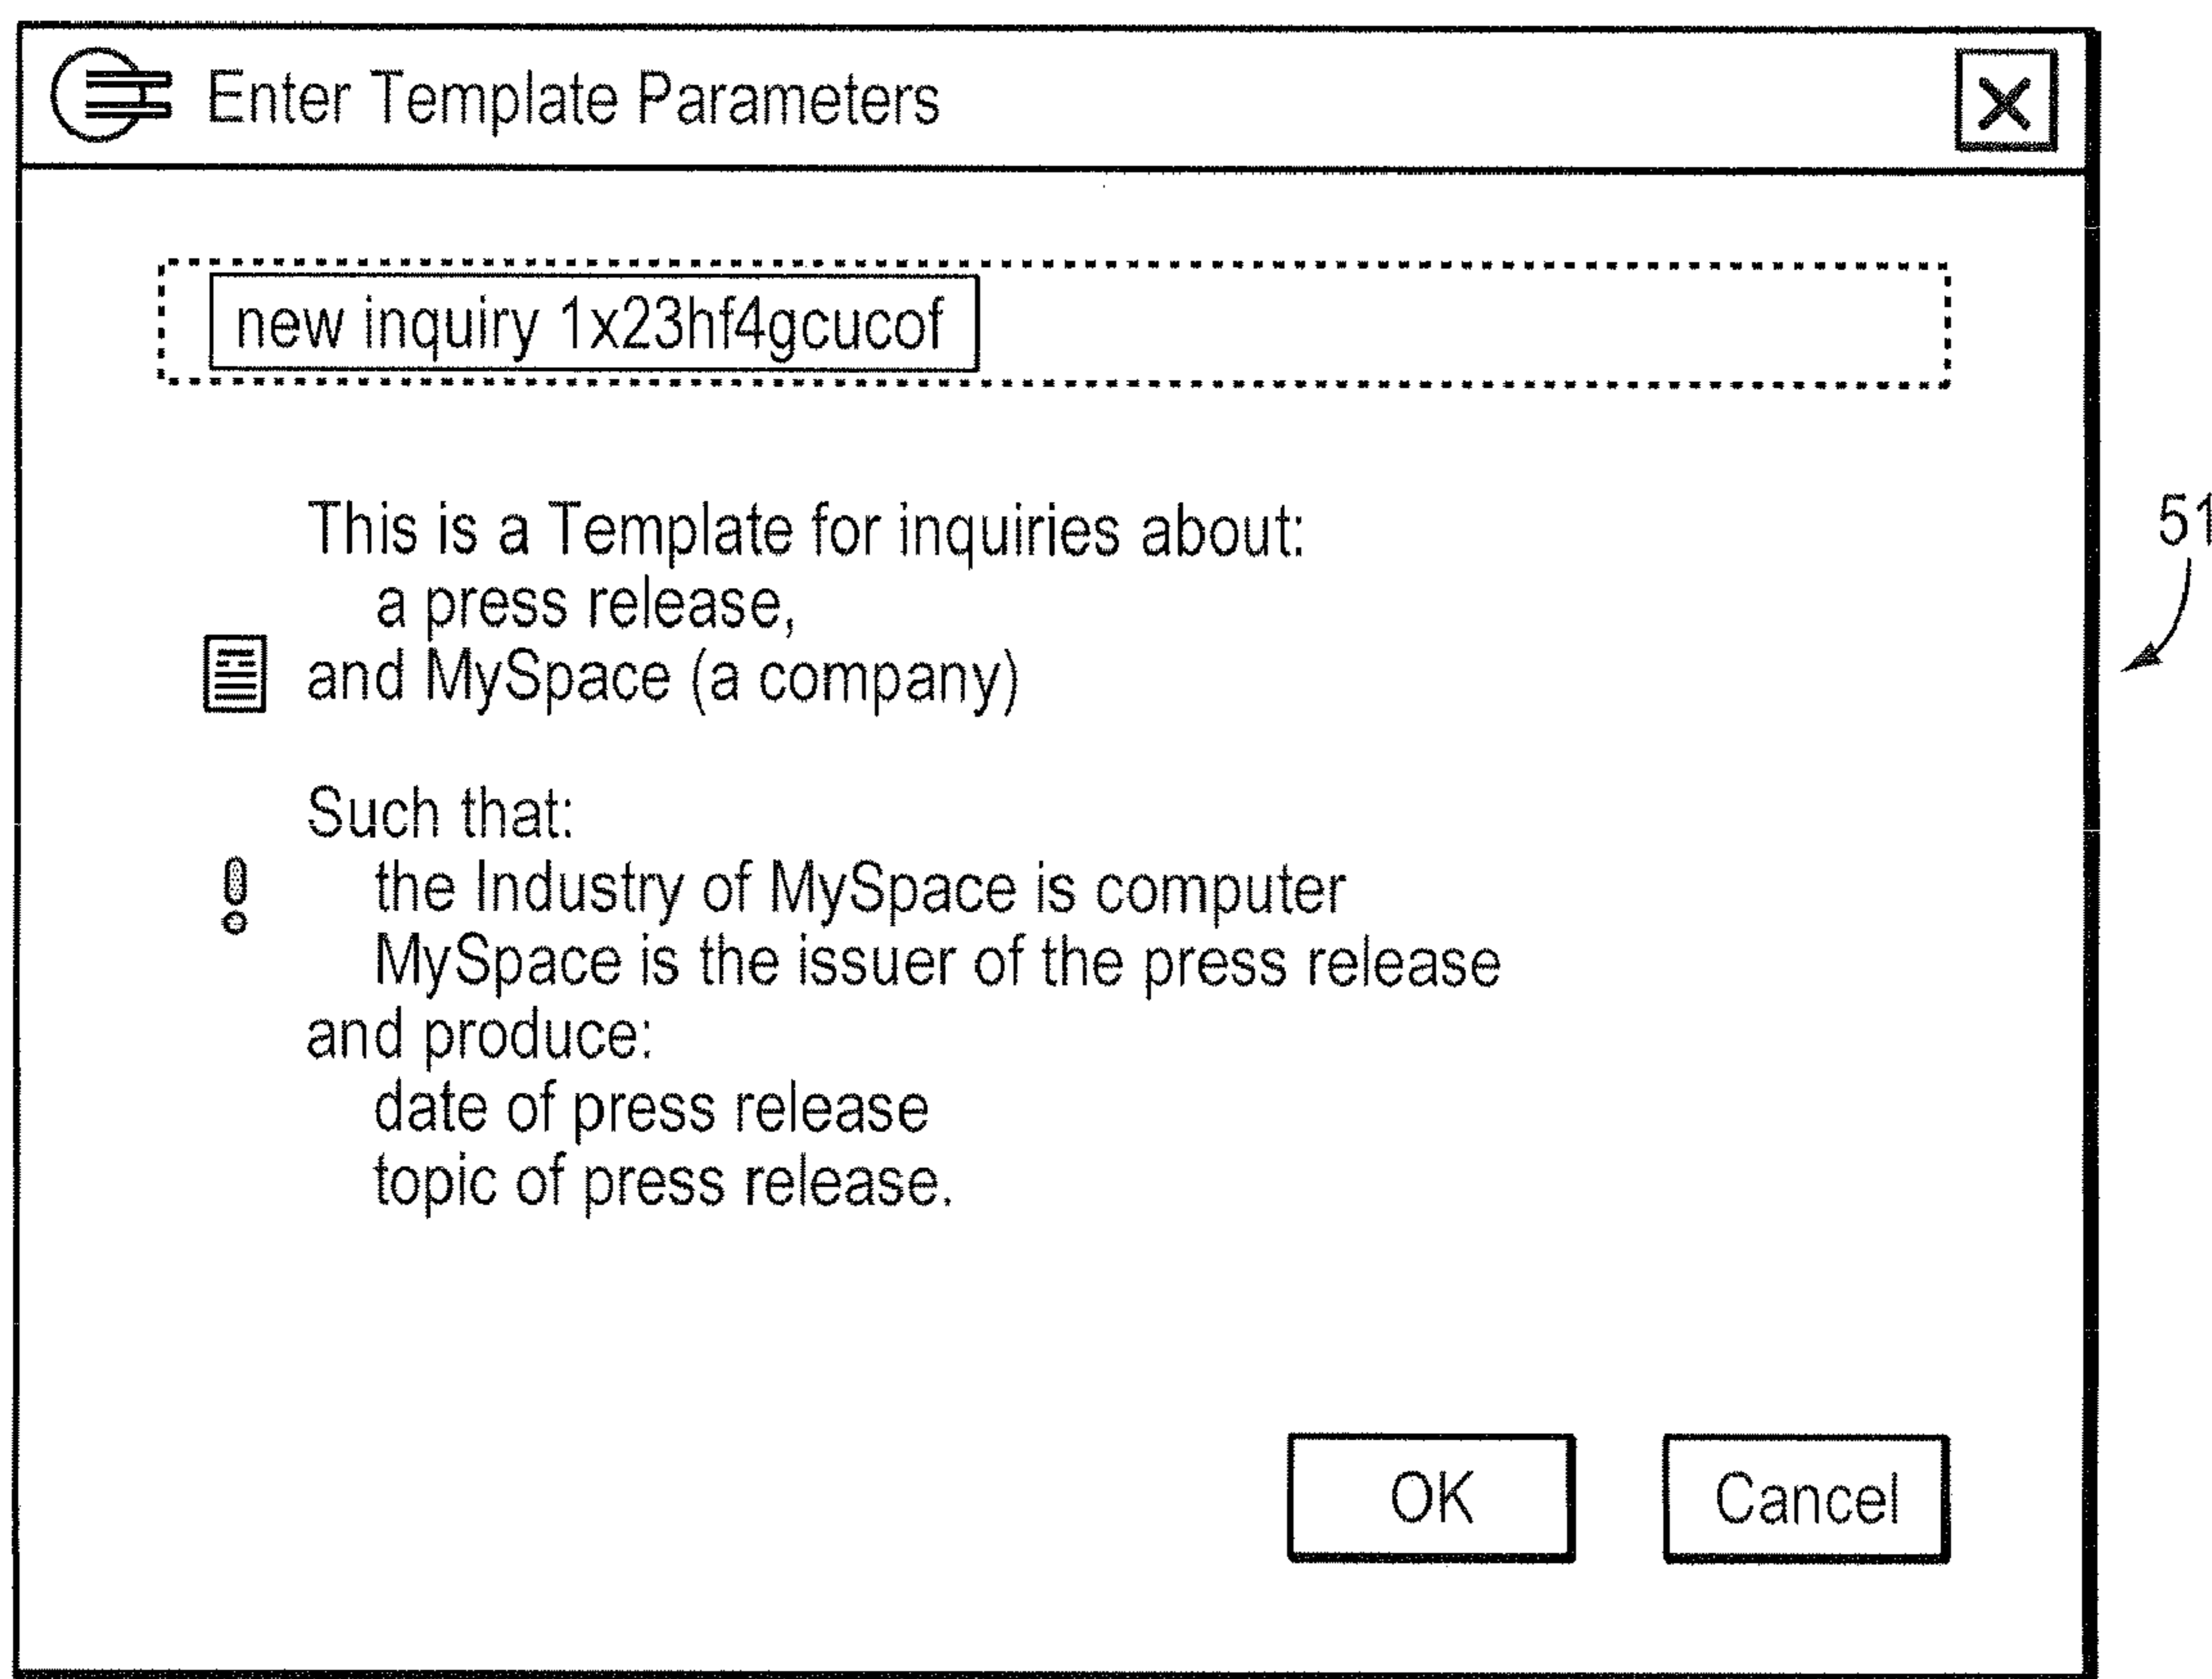 Enter Template Parameters
new inquiry 1x23hf4gcucof
This is a Template for inquiries about:
a press release,
and MySpace (a company)
51
Such that:
the Industry of MySpace is computer
MySpace is the issuer of the press release
and produce:
date of press release
topic of press release.
OK
Cancel